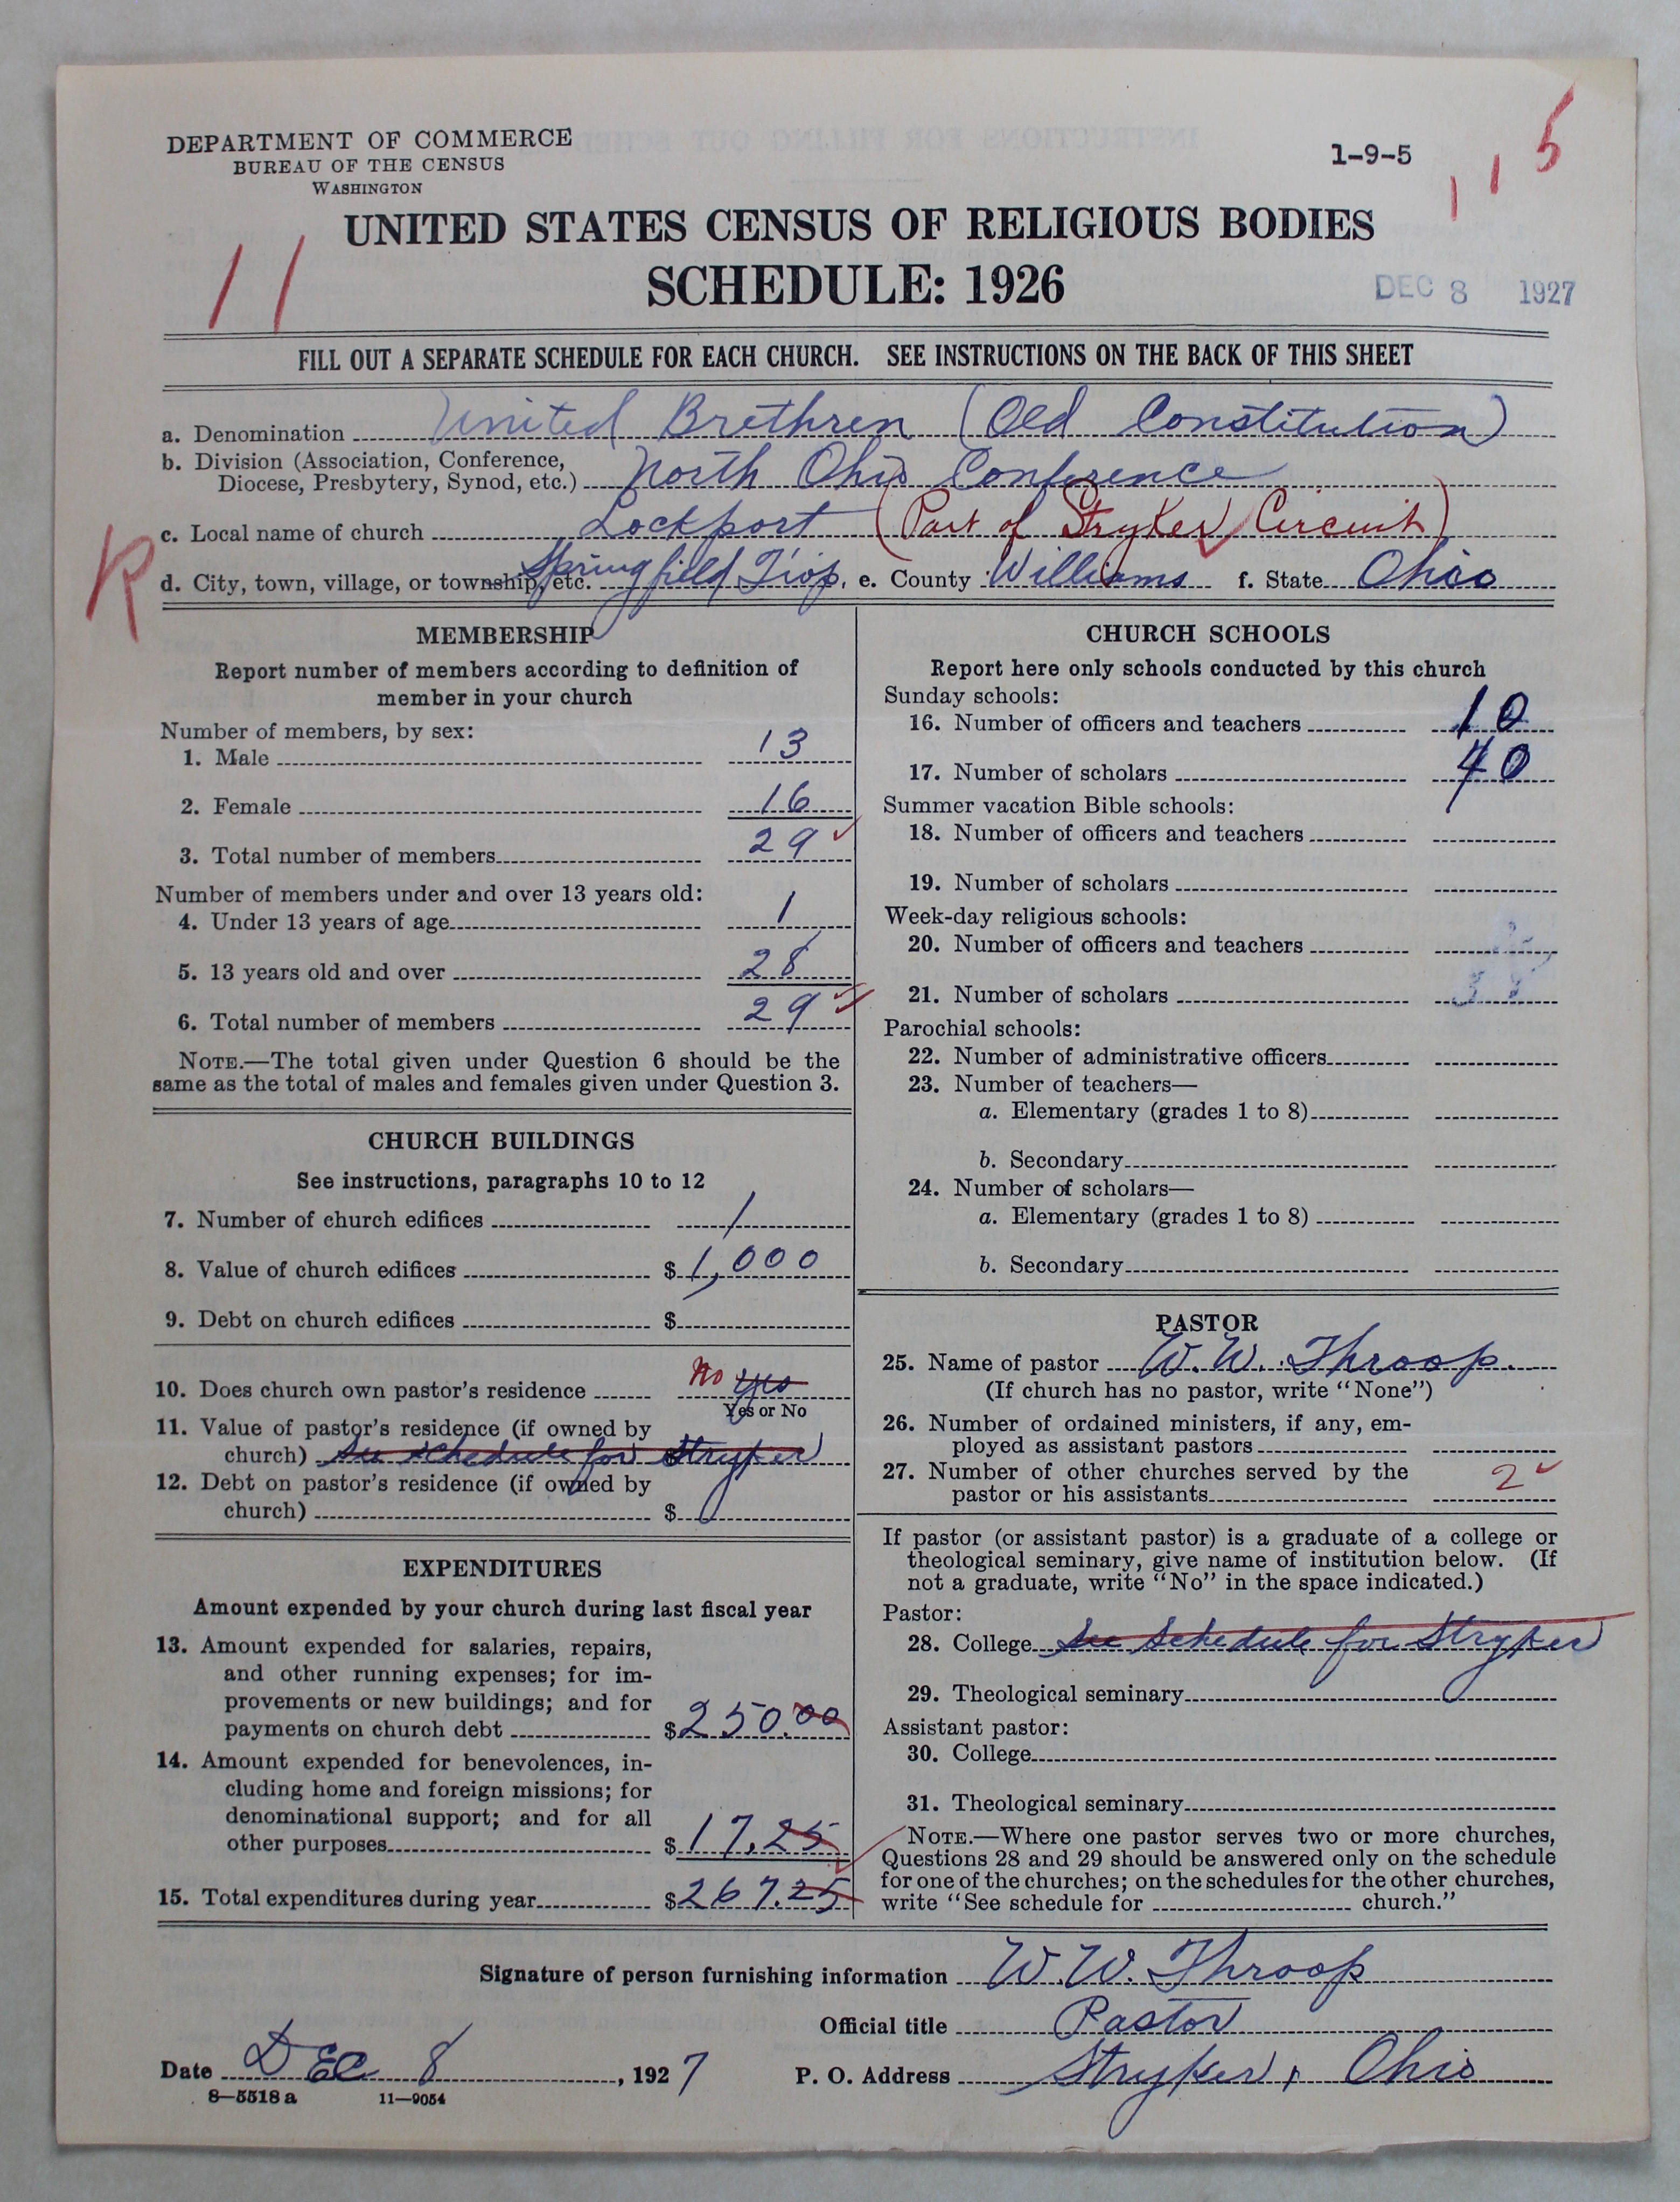 DEPARTMENT OF COMMERCE
BUREAU OF THE CENSUS
WASHINGTON
1-9-5
1 1 5
UNITED STATES CENSUS OF RELIGIOUS BODIES
11
SCHEDULE: 1926
DEC 8 1927
FILL OUT A SEPARATE SCHEDULE FOR EACH CHURCH. SEE INSTRUCTIONS ON THE BACK OF THIS SHEET
a. Denomination United Brethren (Old Constitution)
b. Division (Association, Conference,
Diocese, Presbytery, Synod, etc.) North Ohio Conference
c. Local name of church Lockport (Part of Stryker Circuit)
R
d. City, town, village, or township, etc. Springfield Twp. e. County Williams f. State Ohio
MEMBERSHIP
Report number of members according to definition of
member in your church
Number of members, by sex:
1. Male 13
2. Female 16
3. Total number of members 29 ✓
Number of members under and over 13 years old:
4. Under 13 years of age 1
5. 13 years old and over 28
6. Total number of members 29 ✓
NOTE.—The total given under Question 6 should be the
same as the total of males and females given under Question 3.
CHURCH BUILDINGS
See instructions, paragraphs 10 to 12
7. Number of church edifices 1
8. Value of church edifices $ 1,000
9. Debt on church edifices $
10. Does church own pastor's residence No yes
Yes or No
11. Value of pastor's residence (if owned by
church) See schedule for Stryker
12. Debt on pastor's residence (if owned by
church) $
EXPENDITURES
Amount expended by your church during last fiscal year
13. Amount expended for salaries, repairs,
and other running expenses; for im-
provements or new buildings; and for
payments on church debt $ 250.00
14. Amount expended for benevolences, in-
cluding home and foreign missions; for
denominational support; and for all
other purposes $ 17.25
15. Total expenditures during year $ 267.25
CHURCH SCHOOLS
Report here only schools conducted by this church
Sunday schools:
16. Number of officers and teachers 10
17. Number of scholars 40
Summer vacation Bible schools:
18. Number of officers and teachers
19. Number of scholars
Week-day religious schools:
20. Number of officers and teachers
21. Number of scholars
Parochial schools:
22. Number of administrative officers
23. Number of teachers—
a. Elementary (grades 1 to 8)
b. Secondary
24. Number of scholars—
a. Elementary (grades 1 to 8)
b. Secondary
PASTOR
25. Name of pastor W. W. Throop.
(If church has no pastor, write "None")
26. Number of ordained ministers, if any, em-
ployed as assistant pastors
27. Number of other churches served by the
pastor or his assistants 2 ✓
If pastor (or assistant pastor) is a graduate of a college or
theological seminary, give name of institution below. (If
not a graduate, write "No" in the space indicated.)
Pastor:
28. College See Schedule for Stryker
29. Theological seminary
Assistant pastor:
30. College
31. Theological seminary
NOTE.—Where one pastor serves two or more churches,
Questions 28 and 29 should be answered only on the schedule
for one of the churches; on the schedules for the other churches,
write "See schedule for church."
Signature of person furnishing information W. W. Throop
Official title Pastor
Date Dec 8, 1927 P. O. Address Stryker, Ohio
8—5518 a 11—9054